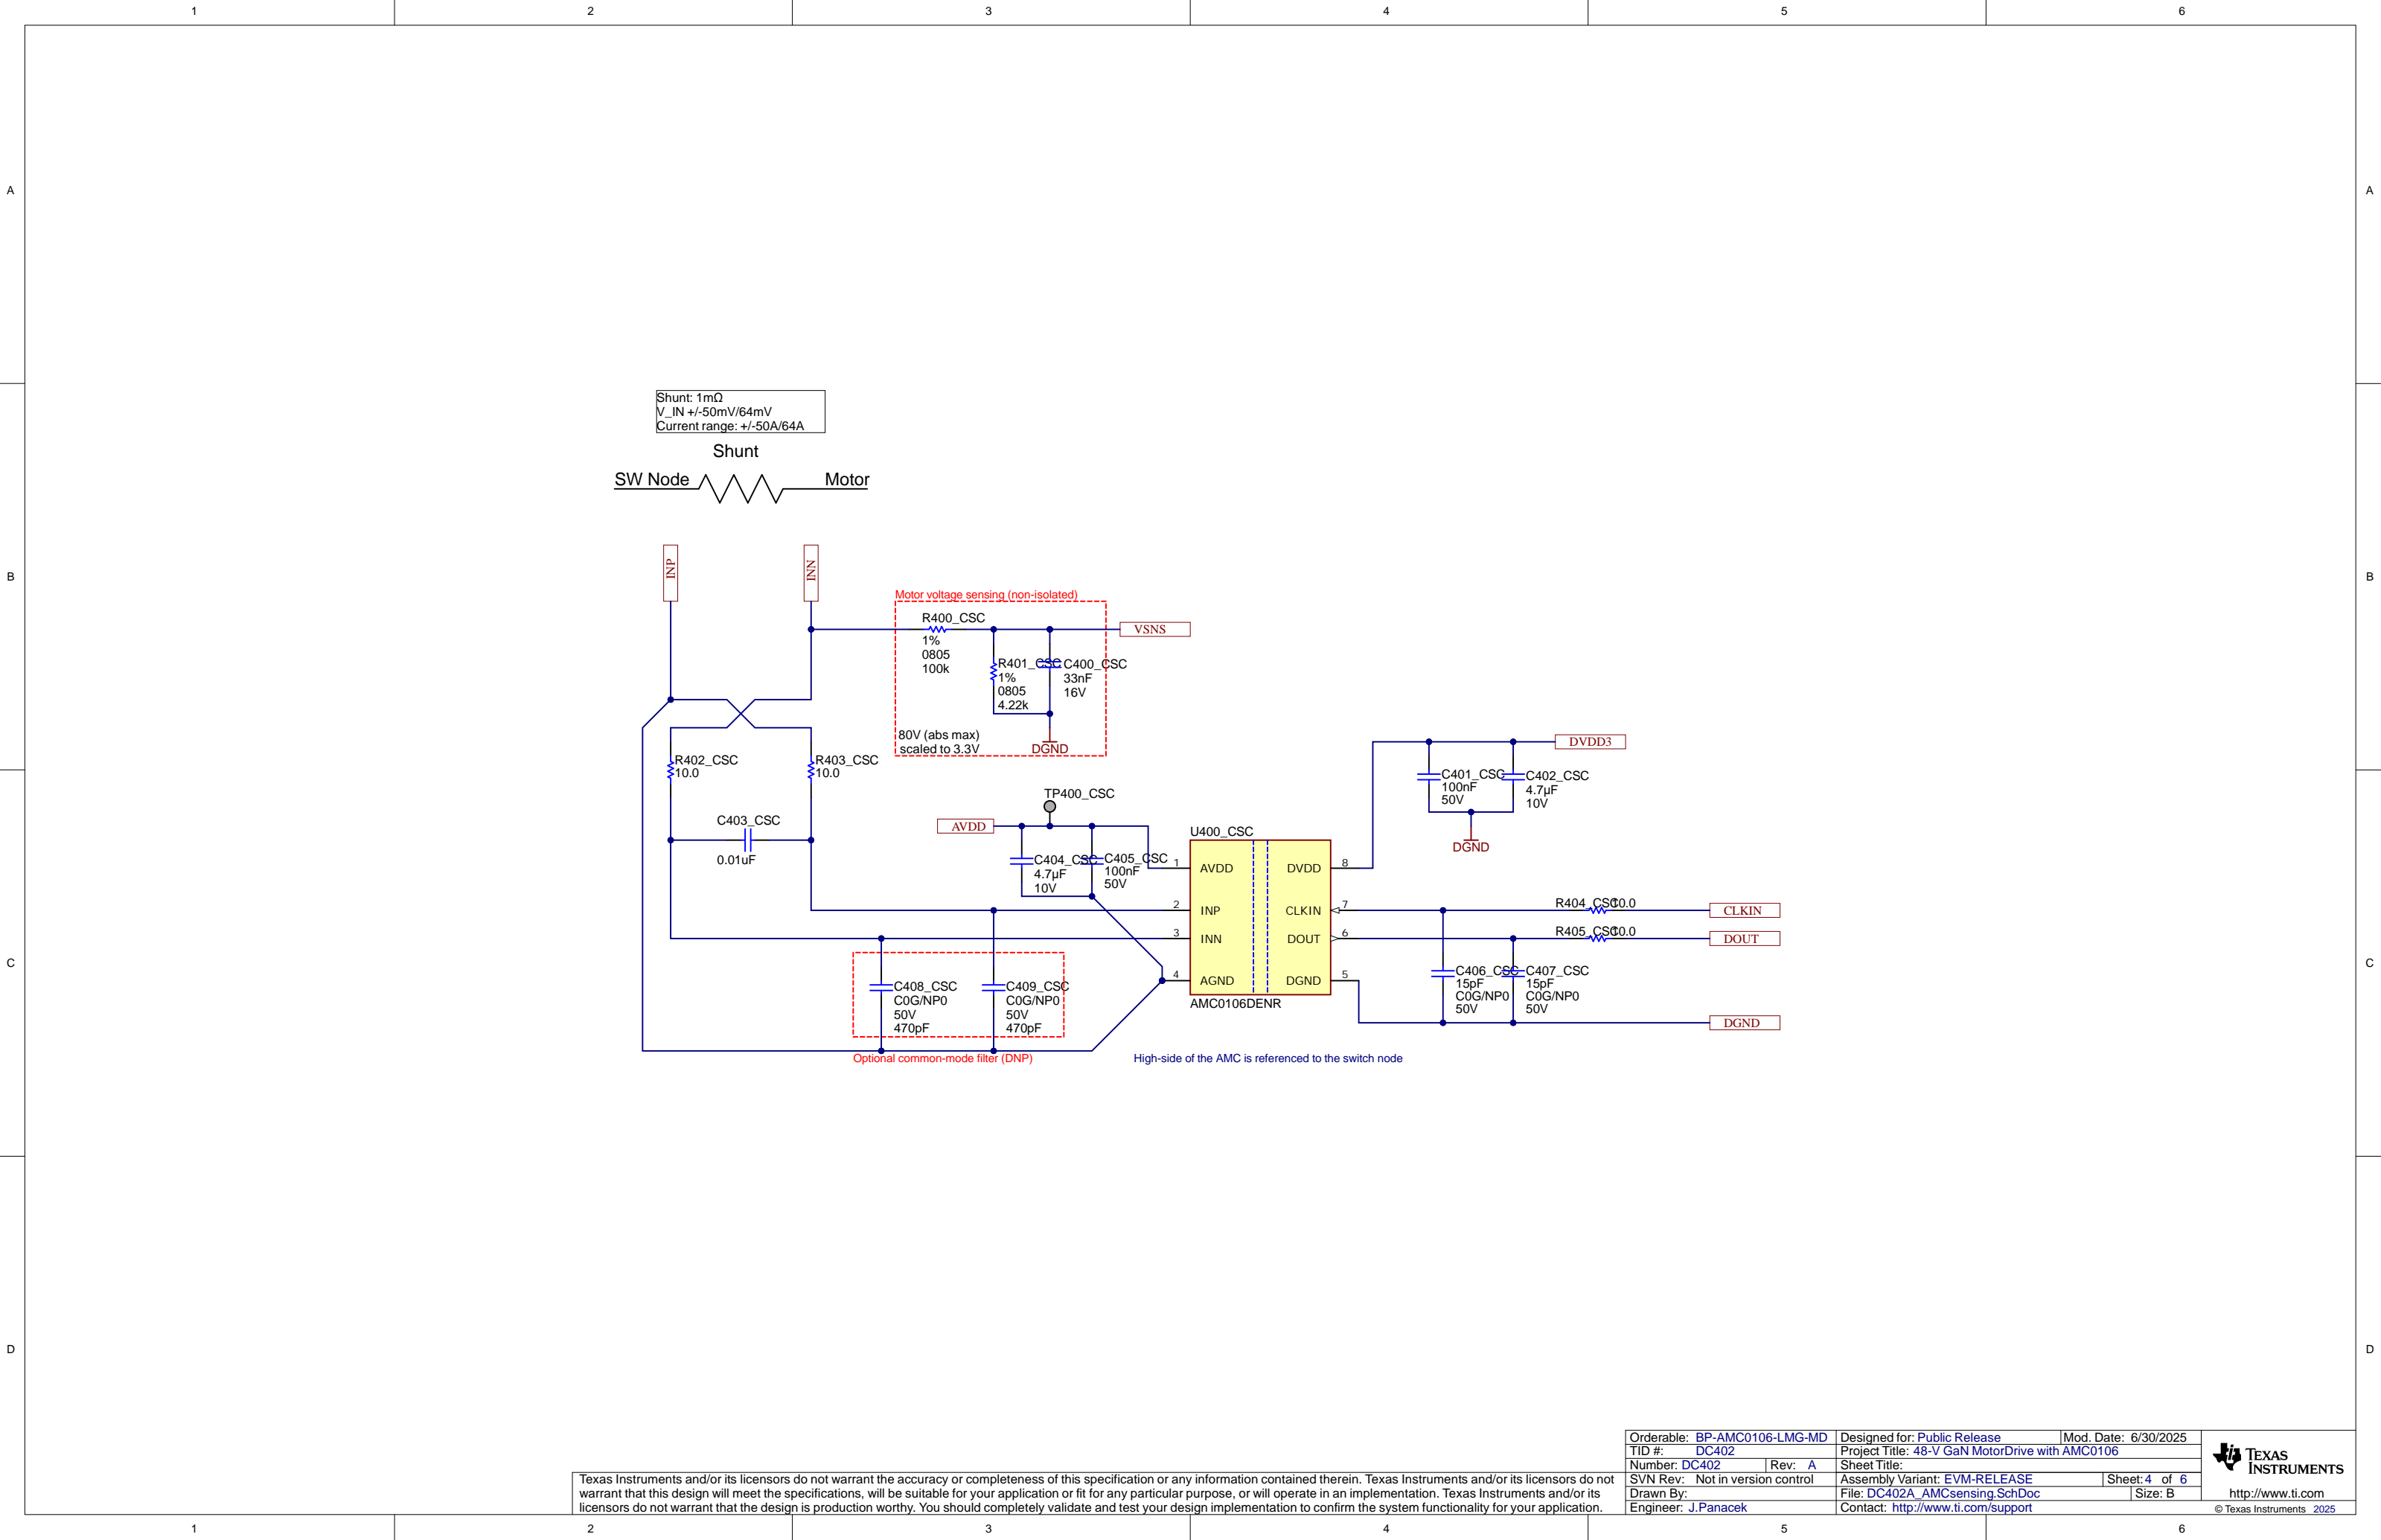 1 2 3 4 5 6
A A
Shunt: 1mΩ
V_IN +/-50mV/64mV
Current range: +/-50A/64A
Shunt
SW Node Motor
B B
INP INN
Motor voltage sensing (non-isolated)
R400_CSC
1%
0805
100k
VSNS
R401_CSC
1%
0805
4.22k
C400_CSC
33nF
16V
80V (abs max)
scaled to 3.3V
DGND
R402_CSC
10.0
R403_CSC
10.0
DVDD3
C401_CSC
100nF
50V
C402_CSC
4.7µF
10V
DGND
TP400_CSC
AVDD
C403_CSC
0.01uF
C404_CSC
4.7µF
10V
C405_CSC
100nF
50V
U400_CSC
1 AVDD DVDD 8
2 INP CLKIN 7
3 INN DOUT 6
4 AGND DGND 5
AMC0106DENR
R404_CSC 10.0
CLKIN
R405_CSC 10.0
DOUT
C C
C406_CSC
15pF
C0G/NP0
50V
C407_CSC
15pF
C0G/NP0
50V
DGND
C408_CSC
C0G/NP0
50V
470pF
C409_CSC
C0G/NP0
50V
470pF
Optional common-mode filter (DNP)
High-side of the AMC is referenced to the switch node
D D
Texas Instruments and/or its licensors do not warrant the accuracy or completeness of this specification or any information contained therein. Texas Instruments and/or its licensors do not
warrant that this design will meet the specifications, will be suitable for your application or fit for any particular purpose, or will operate in an implementation. Texas Instruments and/or its
licensors do not warrant that the design is production worthy. You should completely validate and test your design implementation to confirm the system functionality for your application.
Orderable: BP-AMC0106-LMG-MD Designed for: Public Release Mod. Date: 6/30/2025
TID #: DC402 Project Title: 48-V GaN MotorDrive with AMC0106
Number: DC402 Rev: A Sheet Title:
SVN Rev: Not in version control Assembly Variant: EVM-RELEASE Sheet: 4 of 6
Drawn By: File: DC402A_AMCsensing.SchDoc Size: B
Engineer: J.Panacek Contact: http://www.ti.com/support
TEXAS
INSTRUMENTS
http://www.ti.com
© Texas Instruments 2025
1 2 3 4 5 6